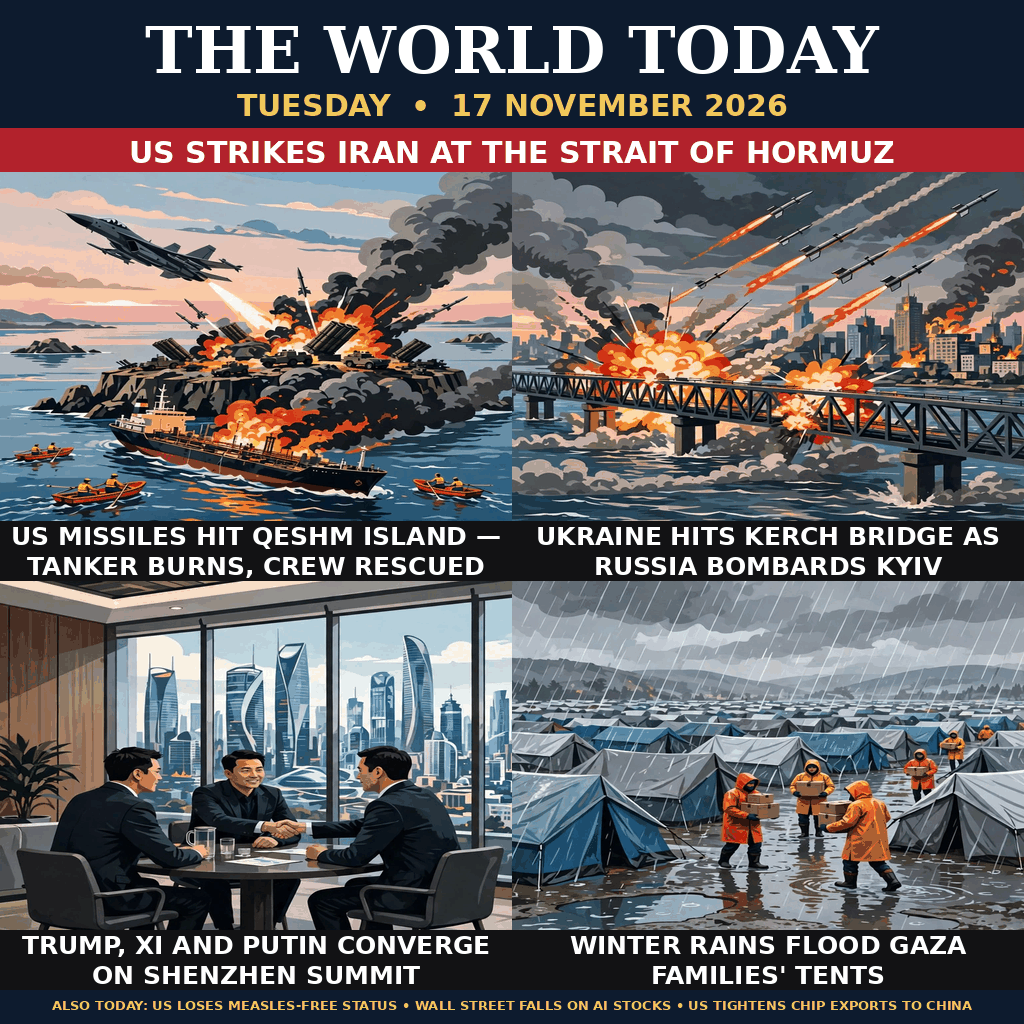 THE WORLD TODAY
TUESDAY • 17 NOVEMBER 2026
US STRIKES IRAN AT THE STRAIT OF HORMUZ
US MISSILES HIT QESHM ISLAND —
TANKER BURNS, CREW RESCUED
UKRAINE HITS KERCH BRIDGE AS
RUSSIA BOMBARDS KYIV
TRUMP, XI AND PUTIN CONVERGE
ON SHENZHEN SUMMIT
WINTER RAINS FLOOD GAZA
FAMILIES' TENTS
ALSO TODAY: US LOSES MEASLES-FREE STATUS • WALL STREET FALLS ON AI STOCKS • US TIGHTENS CHIP EXPORTS TO CHINA